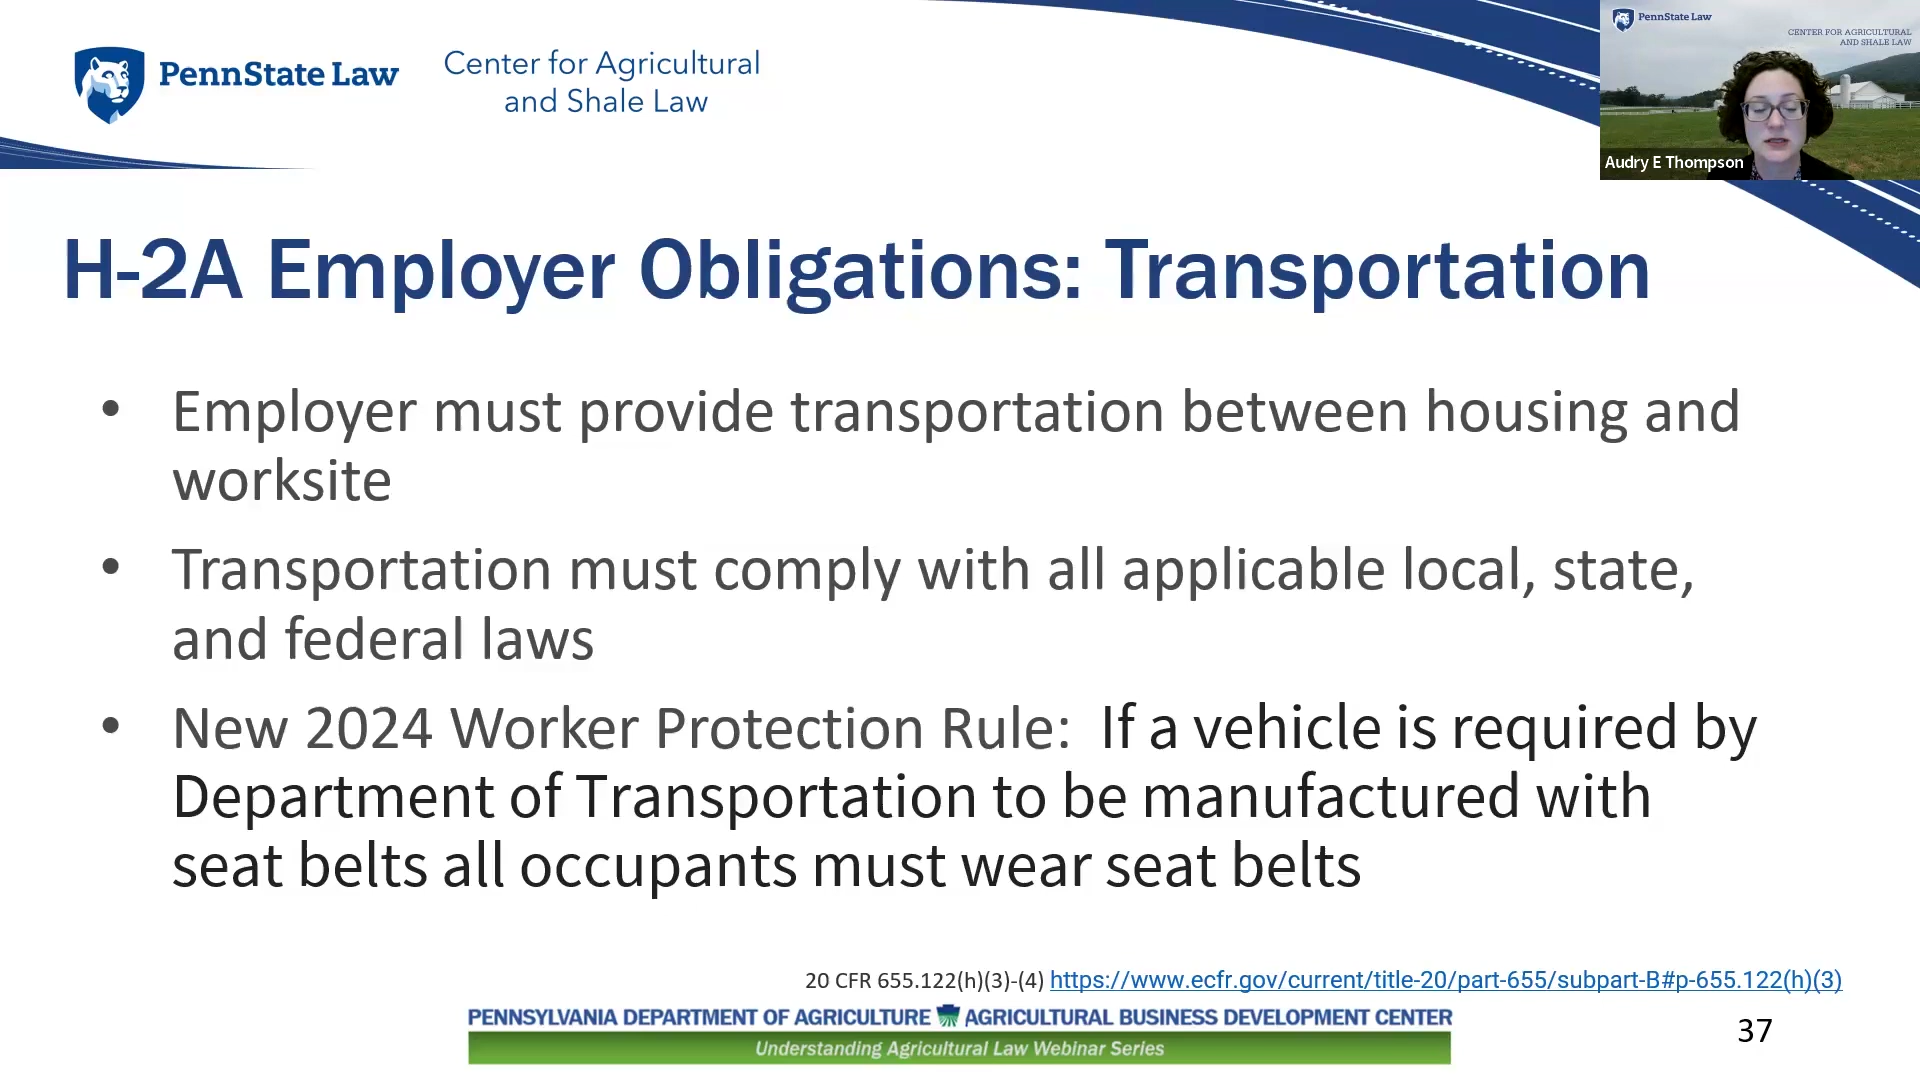 PennState Law
Center for Agricultural
and Shale Law
PennState Law
CENTER FOR AGRICULTURAL
AND SHALE LAW
Audry E Thompson
H-2A Employer Obligations: Transportation
• Employer must provide transportation between housing and
worksite
• Transportation must comply with all applicable local, state,
and federal laws
• New 2024 Worker Protection Rule: If a vehicle is required by
Department of Transportation to be manufactured with
seat belts all occupants must wear seat belts
20 CFR 655.122(h)(3)-(4) https://www.ecfr.gov/current/title-20/part-655/subpart-B#p-655.122(h)(3)
PENNSYLVANIA DEPARTMENT OF AGRICULTURE AGRICULTURAL BUSINESS DEVELOPMENT CENTER
Understanding Agricultural Law Webinar Series
37